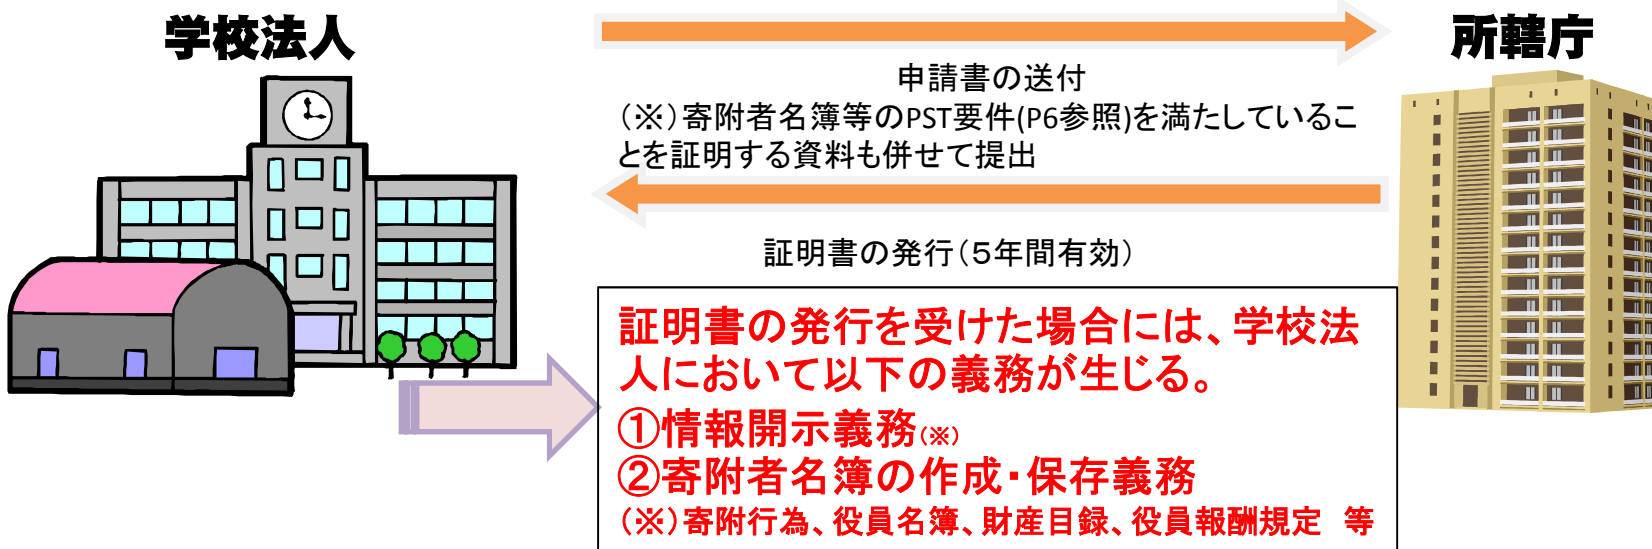 学校法人
所轄庁
申請書の送付
（※）寄附者名簿等のPST要件(P6参照)を満たしているこ
とを証明する資料も併せて提出
証明書の発行（５年間有効）
証明書の発行を受けた場合には、学校法
人において以下の義務が生じる。
①情報開示義務（※）
②寄附者名簿の作成・保存義務
（※）寄附行為、役員名簿、財産目録、役員報酬規定　等